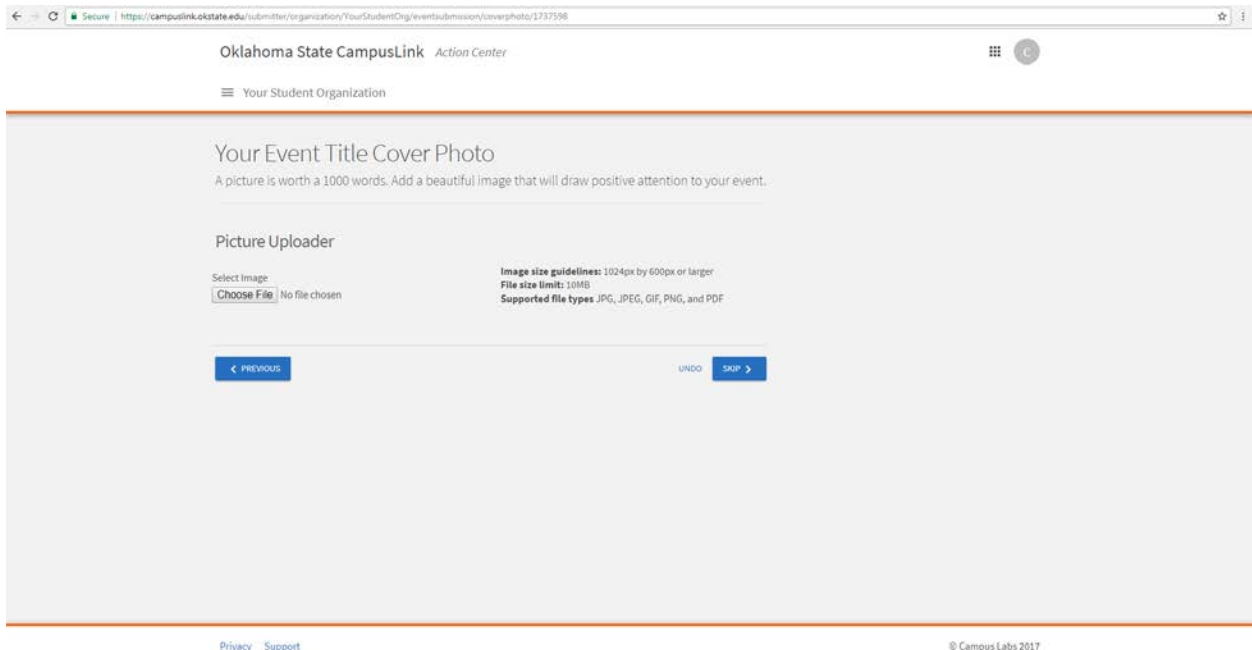 Secure | https://campuslink.okstate.edu/submitter/organization/YourStudentOrg/eventsubmission/coverphoto/1737598
Oklahoma State CampusLink Action Center
C
Your Student Organization
Your Event Title Cover Photo
A picture is worth a 1000 words. Add a beautiful image that will draw positive attention to your event.
Picture Uploader
Select Image
Choose File No file chosen
Image size guidelines: 1024px by 600px or larger
File size limit: 10MB
Supported file types JPG, JPEG, GIF, PNG, and PDF
PREVIOUS
UNDO
SKIP
Privacy Support
© Campus Labs 2017